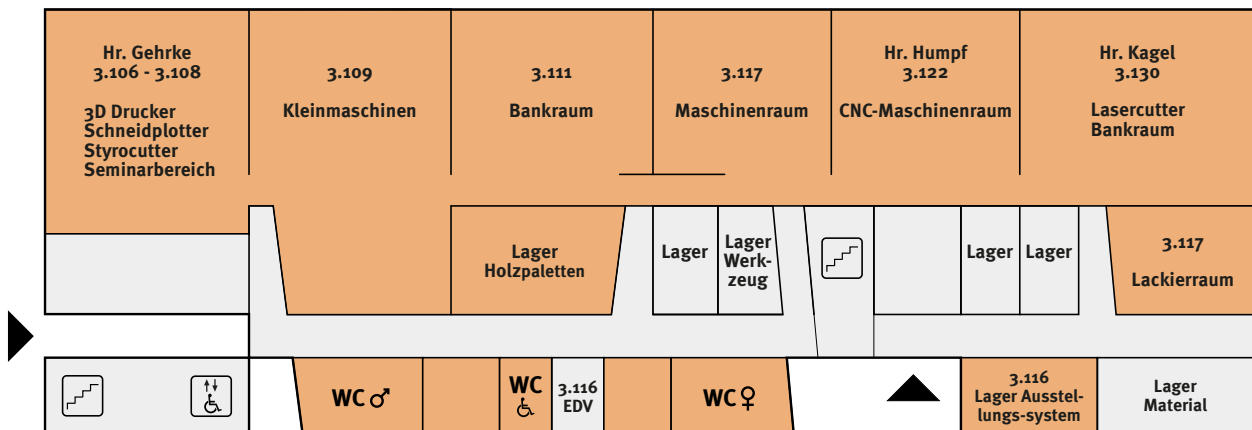 Hr. Gehrke
3.106 - 3.108
3D Drucker
Schneidplotter
Styrocutter
Seminarbereich
3.109
Kleinmaschinen
3.111
Bankraum
3.117
Maschinenraum
Hr. Humpf
3.122
CNC-Maschinenraum
Hr. Kagel
3.130
Lasercutter
Bankraum
Lager
Holzpaletten
Lager
Lager
Werk-
zeug
Lager
Lager
3.117
Lackierraum
WC
WC
3.116
EDV
WC
3.116
Lager Ausstel-
lungs-system
Lager
Material